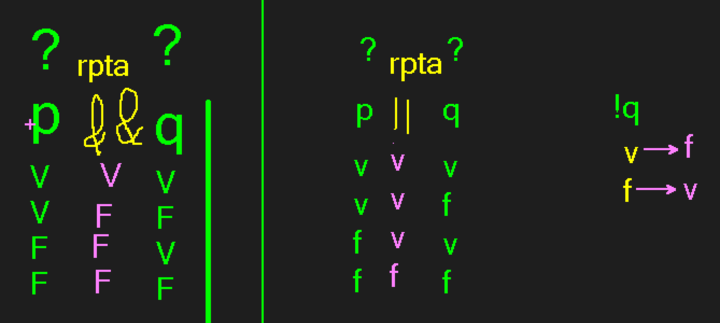 ? ?
rpta
p && q
V V V
V F F
F F V
F F F
? ?
rpta
p || q
v v v
v v f
f v v
f f f
!q
v → f
f → v